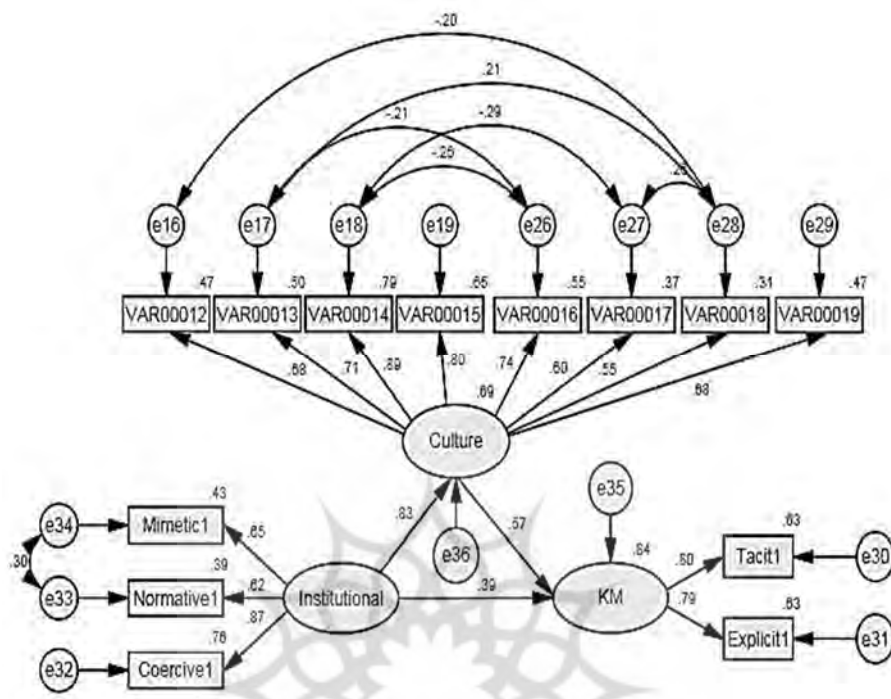 -.20
.21
-.21
-.29
-.26
e16 e17 e18 e19 e26 e27 e28 e29
.47 .50 .79 .65 .55 .37 .31 .47
VAR00012 VAR00013 VAR00014 VAR00015 VAR00016 VAR00017 VAR00018 VAR00019
.68 .71 .89 .80 .74 .60 .55 .68
.69
Culture
e35
e34 Mimetic1 .43
.65 .83 .57
e36
.84 .63
.30
.80 Tacit1 e30
.39
e33 Normative1 .62 Institutional .39 KM
.79 .63
.87
Explicit1 e31
.76
e32 Coercive1